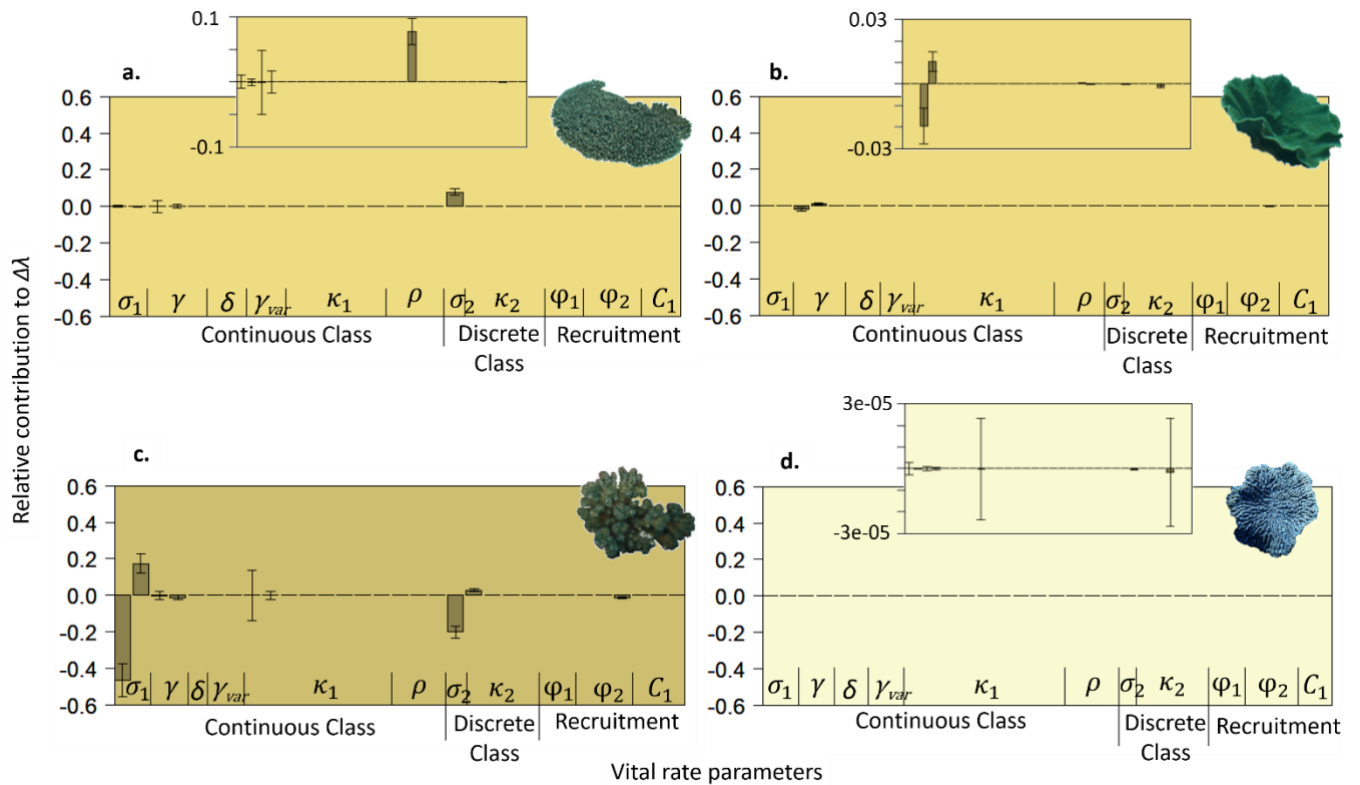 a.
0.1
-0.1
0.6
0.4
0.2
0.0
-0.2
-0.4
-0.6
σ₁ γ δ γᵥₐᵣ κ₁ ρ σ₂ κ₂ φ₁ φ₂ C₁
Continuous Class Discrete Class Recruitment
b.
0.03
-0.03
0.6
0.4
0.2
0.0
-0.2
-0.4
-0.6
σ₁ γ δ γᵥₐᵣ κ₁ ρ σ₂ κ₂ φ₁ φ₂ C₁
Continuous Class Discrete Class Recruitment
Relative contribution to Δλ
c.
0.6
0.4
0.2
0.0
-0.2
-0.4
-0.6
σ₁ γ δ γᵥₐᵣ κ₁ ρ σ₂ κ₂ φ₁ φ₂ C₁
Continuous Class Discrete Class Recruitment
d.
3e-05
-3e-05
0.6
0.4
0.2
0.0
-0.2
-0.4
-0.6
σ₁ γ δ γᵥₐᵣ κ₁ ρ σ₂ κ₂ φ₁ φ₂ C₁
Continuous Class Discrete Class Recruitment
Vital rate parameters